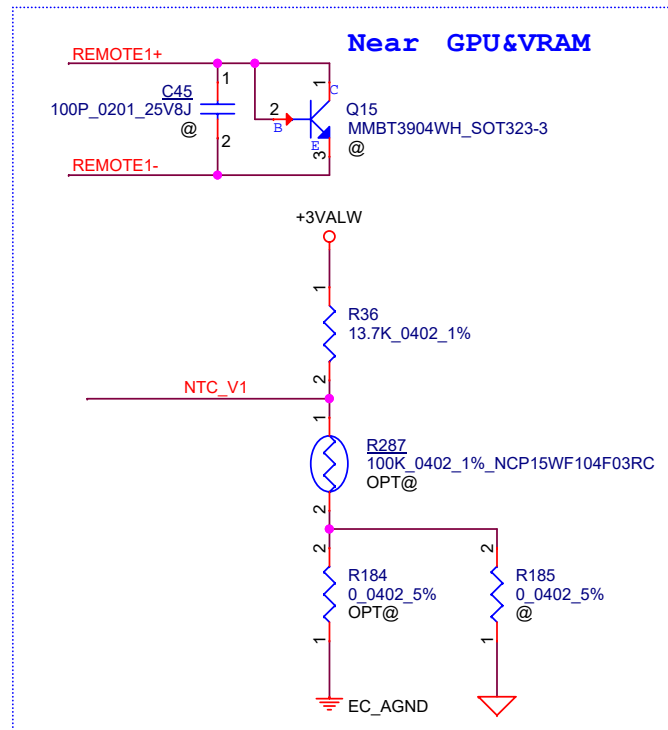 Near GPU&VRAM
REMOTE1+
1
C45
100P_0201_25V8J
@
2
1
C
2
B
E
3
Q15
MMBT3904WH_SOT323-3
@
REMOTE1-
+3VALW
1
R36
13.7K_0402_1%
2
NTC_V1
1
R287
100K_0402_1%_NCP15WF104F03RC
OPT@
2
2
R184
0_0402_5%
OPT@
1
2
R185
0_0402_5%
@
1
EC_AGND